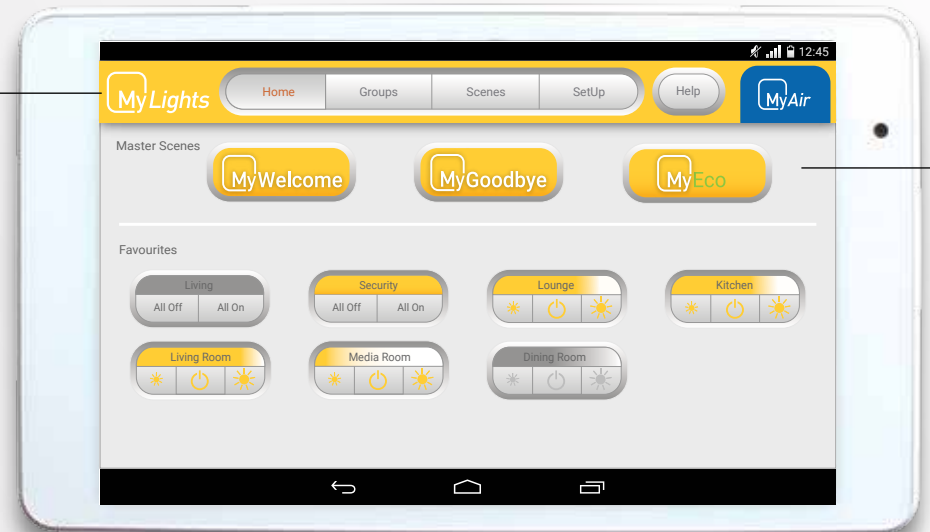 12:45
MyLights
Home
Groups
Scenes
SetUp
Help
MyAir
Master Scenes
MyWelcome
MyGoodbye
MyEco
Favourites
Living
All Off
All On
Security
All Off
All On
Lounge
Kitchen
Living Room
Media Room
Dining Room